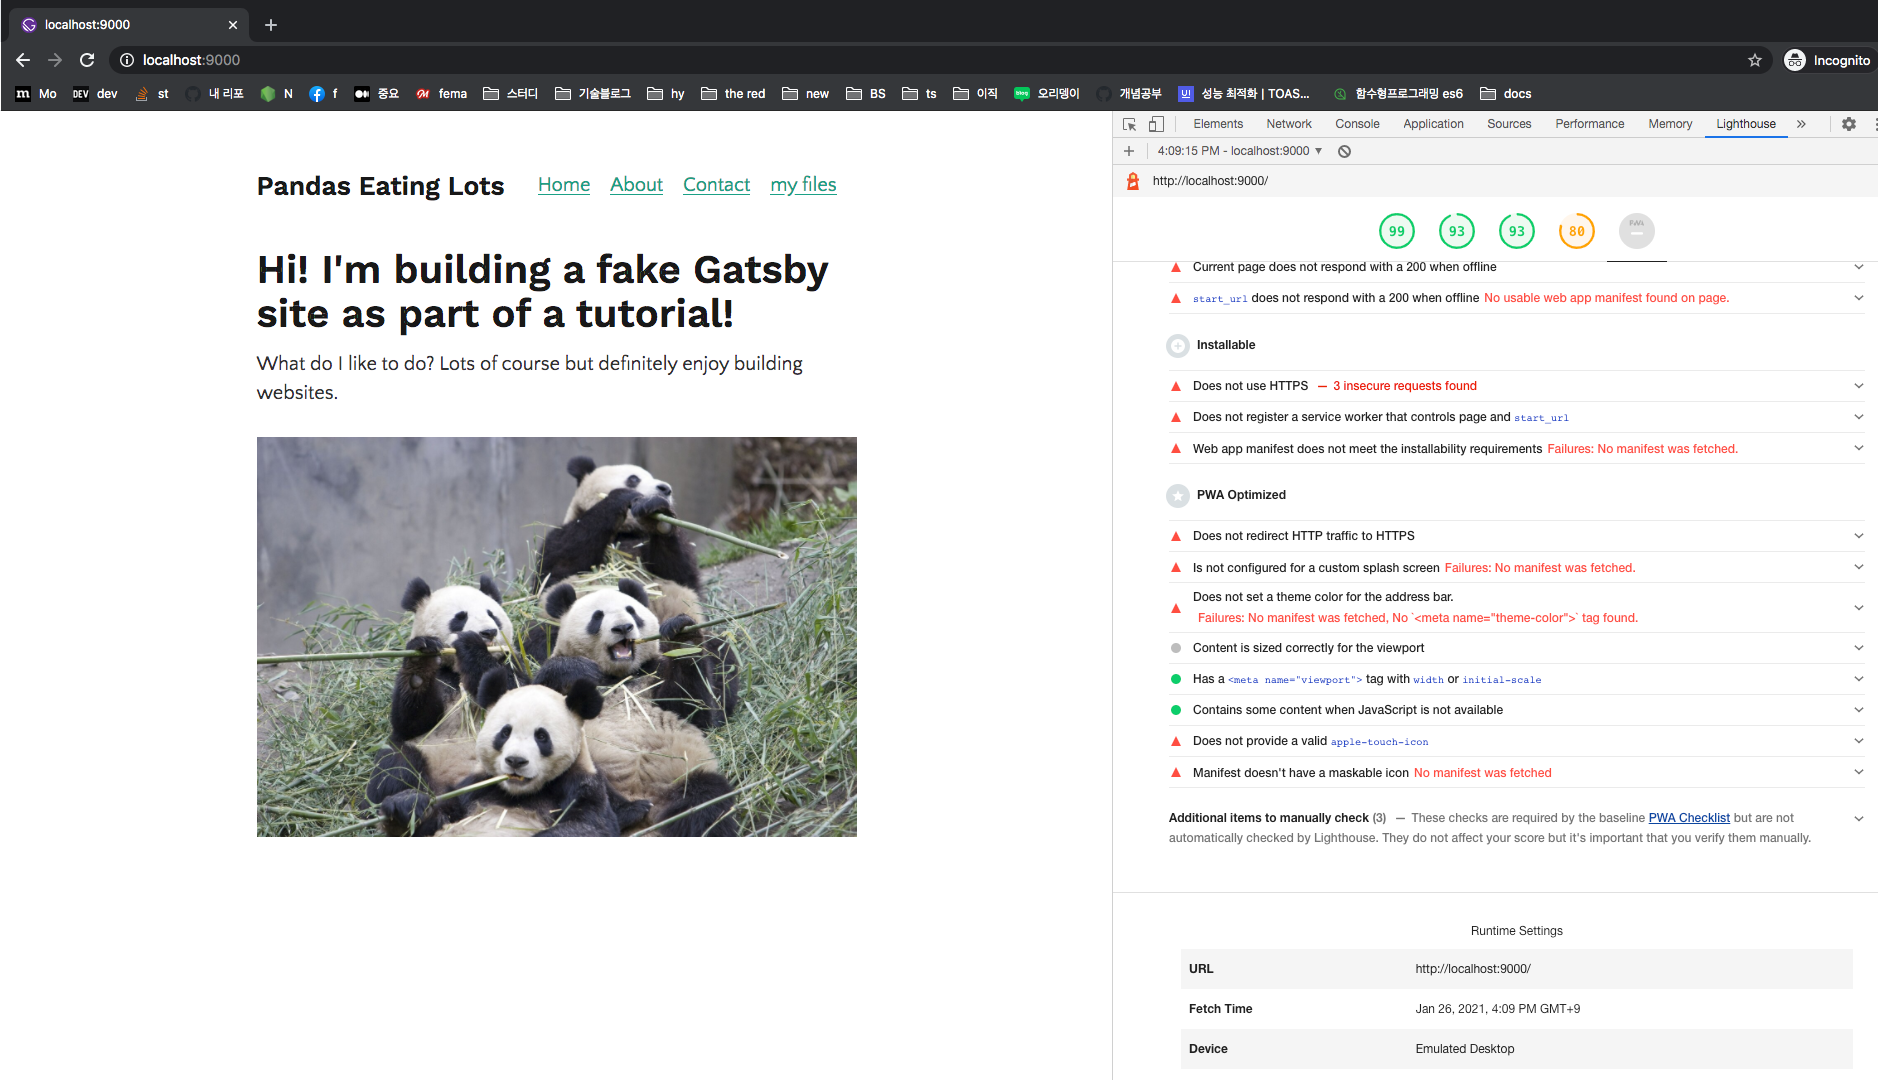 localhost:9000
localhost:9000
Incognito
Mo
dev
st
내 리포
N
f
중요
fema
스터디
기술블로그
hy
the red
new
BS
ts
이직
오리뎅이
개념공부
성능 최적화 | TOAS...
함수형프로그래밍 es6
docs
Pandas Eating Lots
Home
About
Contact
my files
Hi! I'm building a fake Gatsby
site as part of a tutorial!
What do I like to do? Lots of course but definitely enjoy building
websites.
Elements
Network
Console
Application
Sources
Performance
Memory
Lighthouse
4:09:15 PM - localhost:9000
http://localhost:9000/
99
93
93
80
PWA
Current page does not respond with a 200 when offline
start_url does not respond with a 200 when offline No usable web app manifest found on page.
Installable
Does not use HTTPS — 3 insecure requests found
Does not register a service worker that controls page and start_url
Web app manifest does not meet the installability requirements Failures: No manifest was fetched.
PWA Optimized
Does not redirect HTTP traffic to HTTPS
Is not configured for a custom splash screen Failures: No manifest was fetched.
Does not set a theme color for the address bar.
Failures: No manifest was fetched, No `<meta name="theme-color">` tag found.
Content is sized correctly for the viewport
Has a <meta name="viewport"> tag with width or initial-scale
Contains some content when JavaScript is not available
Does not provide a valid apple-touch-icon
Manifest doesn't have a maskable icon No manifest was fetched
Additional items to manually check (3) — These checks are required by the baseline PWA Checklist but are not
automatically checked by Lighthouse. They do not affect your score but it's important that you verify them manually.
Runtime Settings
URL
http://localhost:9000/
Fetch Time
Jan 26, 2021, 4:09 PM GMT+9
Device
Emulated Desktop